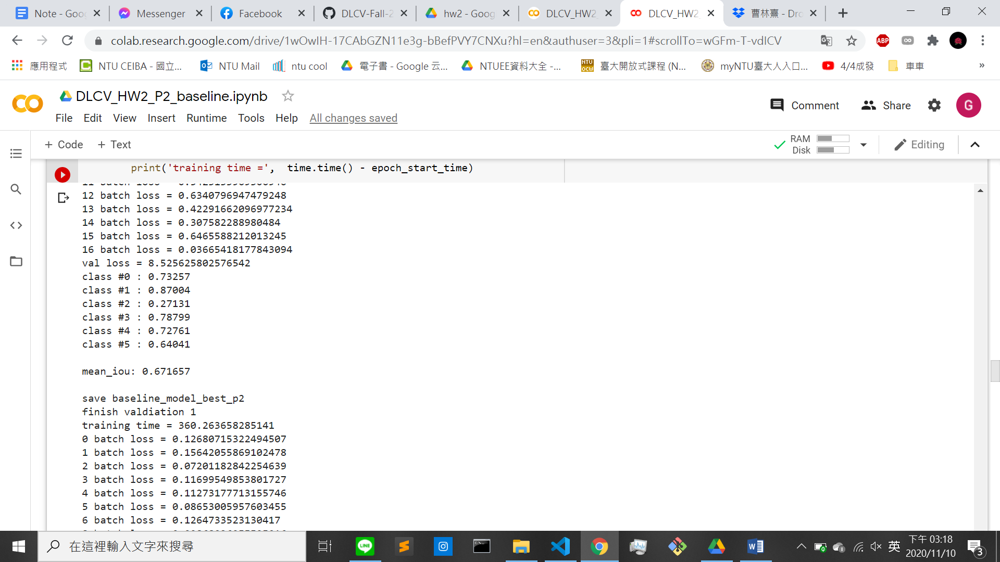 Note - Goo
Messenger
Facebook
DLCV-Fall-2
hw2 - Goog
DLCV_HW2_
DLCV_HW2_
曹林熹 - Dro
colab.research.google.com/drive/1wOwIH-17CAbGZN11e3g-bBefPVY7CNXu?hl=en&authuser=3&pli=1#scrollTo=wGFm-T-vdICV
ABP
應用程式
NTU CEIBA - 國立...
NTU Mail
ntu cool
電子書 - Google 云...
NTUEE資料大全 -...
NTU OCW
臺大開放式課程 (N...
myNTU臺大人入口...
4/4成發
車車
»
DLCV_HW2_P2_baseline.ipynb
Comment
Share
G
File Edit View Insert Runtime Tools Help All changes saved
+ Code + Text
RAM
Disk
Editing
print('training time =', time.time() - epoch_start_time)
12 batch loss = 0.6340796947479248
13 batch loss = 0.42291662096977234
14 batch loss = 0.307582288980484
15 batch loss = 0.6465588212013245
16 batch loss = 0.03665418177843094
val loss = 8.525625802576542
class #0 : 0.73257
class #1 : 0.87004
class #2 : 0.27131
class #3 : 0.78799
class #4 : 0.72761
class #5 : 0.64041
mean_iou: 0.671657
save baseline_model_best_p2
finish valdiation 1
training time = 360.263658285141
0 batch loss = 0.12680715322494507
1 batch loss = 0.15642055869102478
2 batch loss = 0.07201182842254639
3 batch loss = 0.11699549853801727
4 batch loss = 0.11273177713155746
5 batch loss = 0.08653005957603455
6 batch loss = 0.1264733523130417
在這裡輸入文字來搜尋
LINE
英
下午 03:18
2020/11/10
3